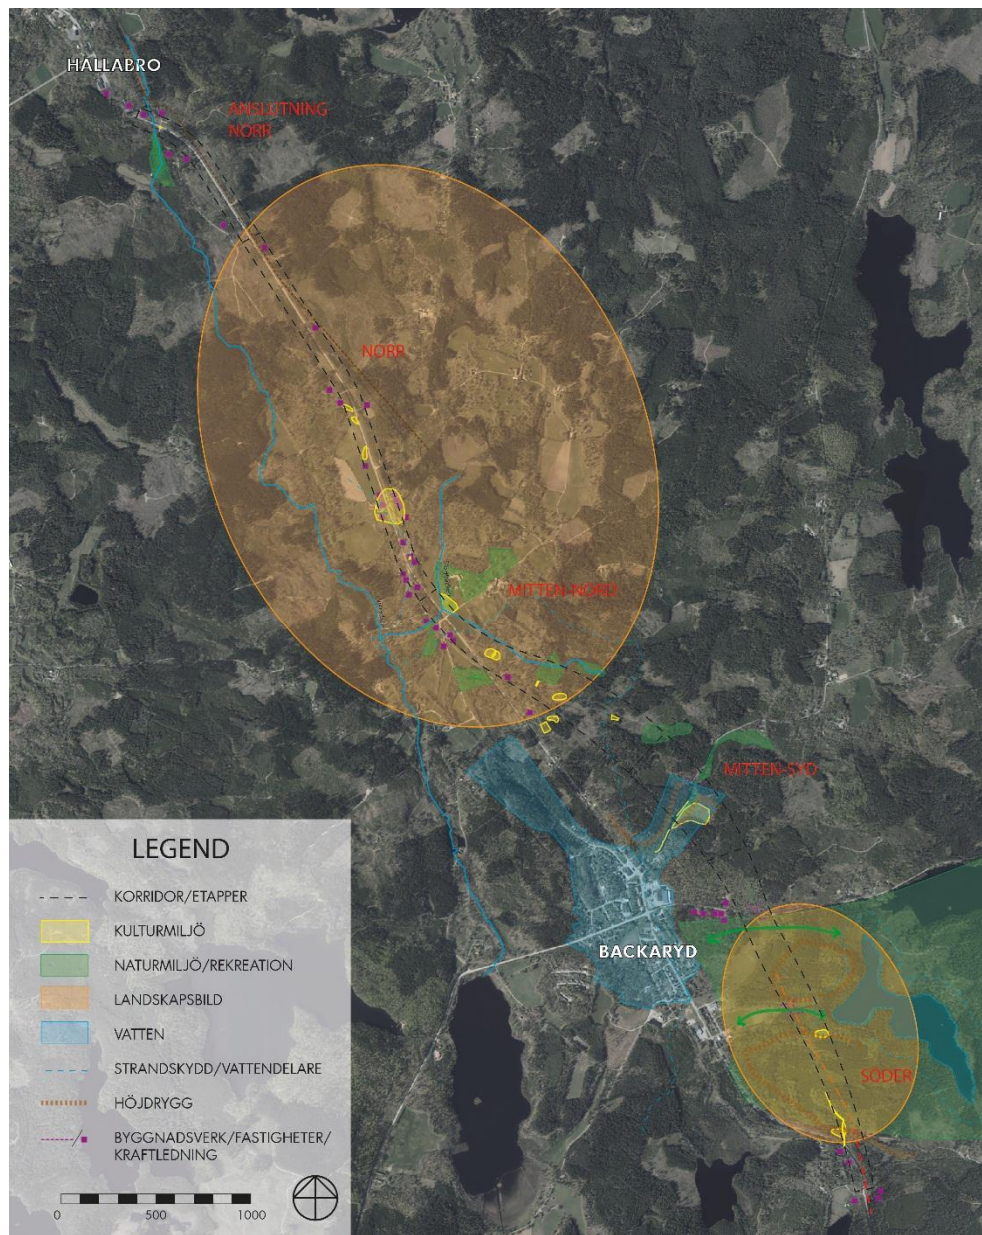 HALLABRO
ANSLUTNING
NORR
NORR
MITTEN-NORD
MITTEN-SYD
BACKARYD
SÖDER
LEGEND
KORRIDOR/ETAPPER
KULTURMILJÖ
NATURMILJÖ/REKREATION
LANDSKAPSBILD
VATTEN
STRANDSKYDD/VATTENDELARE
HÖJDRYGG
BYGGNADSVERK/FASTIGHETER/
KRAFTLEDNING
0 500 1000